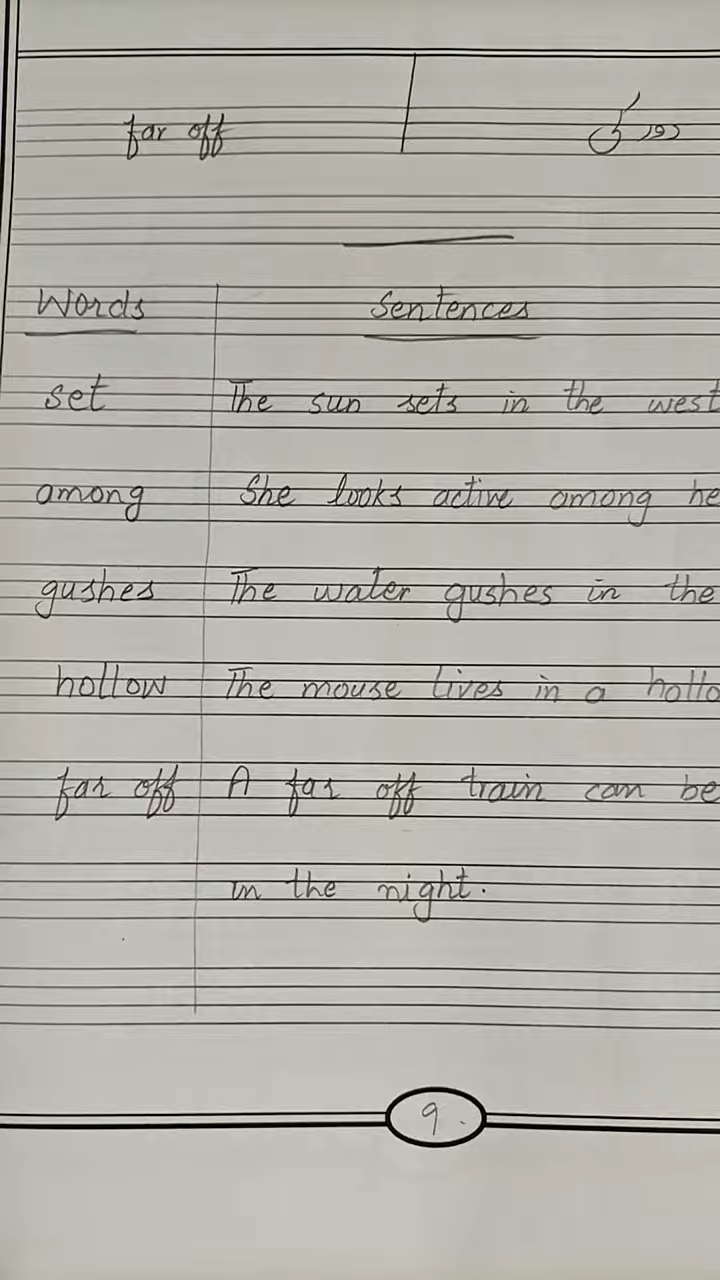 far off دور
Words Sentences
set The sun sets in the west
among She looks active among he
gushes The water gushes in the
hollow The mouse lives in a hollo
far off A far off train can be
in the night.
9.